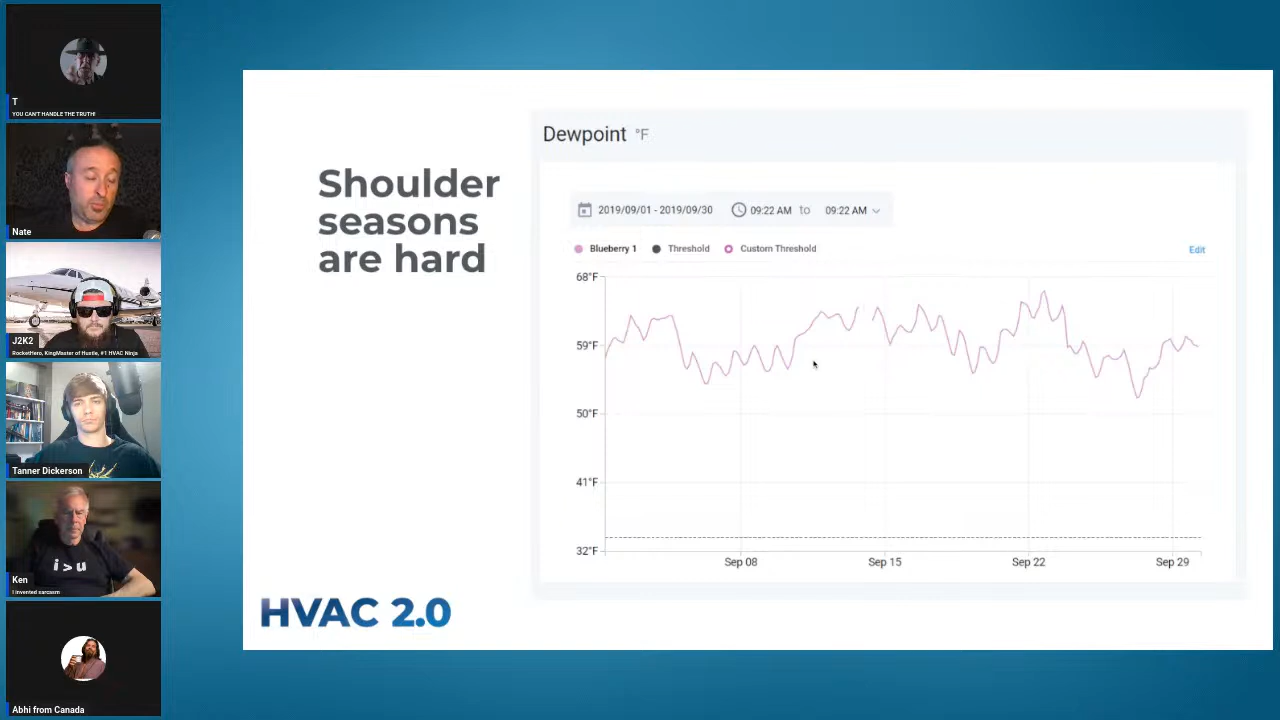 T
YOU CAN'T HANDLE THE TRUTH!
Nate
J2K2
RocketHero, KingMaster of Hustle, #1 HVAC Ninja
Tanner Dickerson
i > u
Ken
I invented sarcasm
Abhi from Canada
Shoulder
seasons
are hard
HVAC 2.0
Dewpoint °F
2019/09/01 - 2019/09/30 09:22 AM to 09:22 AM
Blueberry 1 Threshold Custom Threshold Edit
68°F
59°F
50°F
41°F
32°F
Sep 08 Sep 15 Sep 22 Sep 29